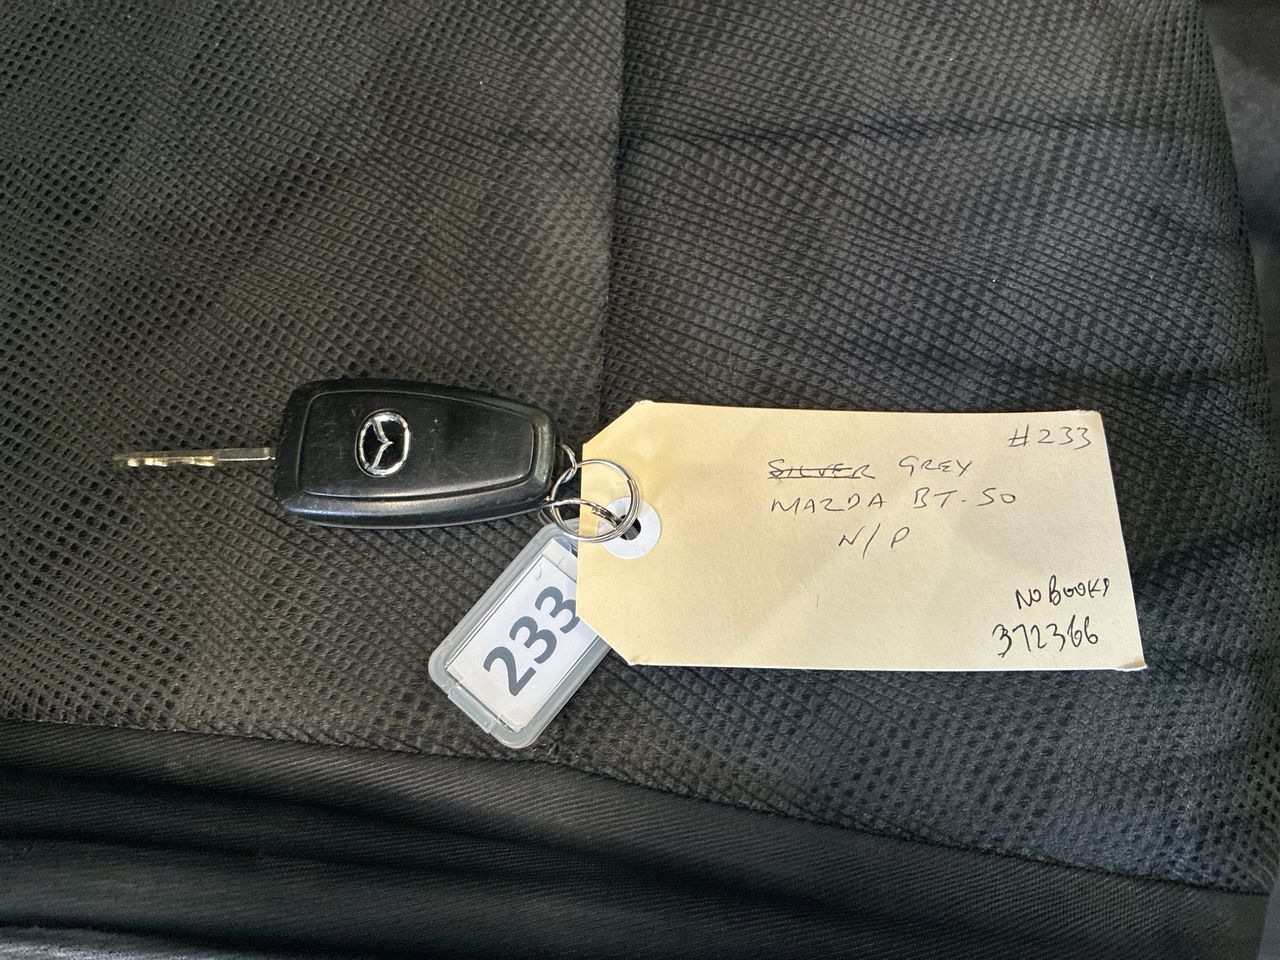 #233
SILVER GREY
MAZDA BT-50
N/P
NO BOOKS
372366
233